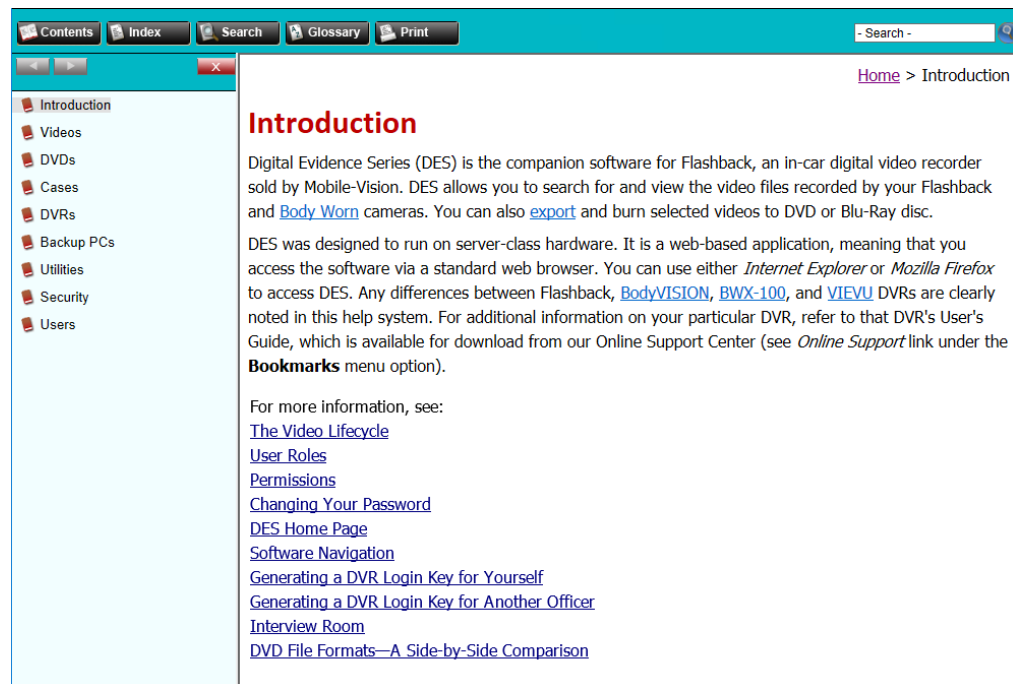 Contents Index Search Glossary Print - Search -
Home > Introduction
Introduction
Videos
DVDs
Cases
DVRs
Backup PCs
Utilities
Security
Users
Introduction
Digital Evidence Series (DES) is the companion software for Flashback, an in-car digital video recorder
sold by Mobile-Vision. DES allows you to search for and view the video files recorded by your Flashback
and Body Worn cameras. You can also export and burn selected videos to DVD or Blu-Ray disc.
DES was designed to run on server-class hardware. It is a web-based application, meaning that you
access the software via a standard web browser. You can use either Internet Explorer or Mozilla Firefox
to access DES. Any differences between Flashback, BodyVISION, BWX-100, and VIEVU DVRs are clearly
noted in this help system. For additional information on your particular DVR, refer to that DVR's User's
Guide, which is available for download from our Online Support Center (see Online Support link under the
Bookmarks menu option).
For more information, see:
The Video Lifecycle
User Roles
Permissions
Changing Your Password
DES Home Page
Software Navigation
Generating a DVR Login Key for Yourself
Generating a DVR Login Key for Another Officer
Interview Room
DVD File Formats—A Side-by-Side Comparison